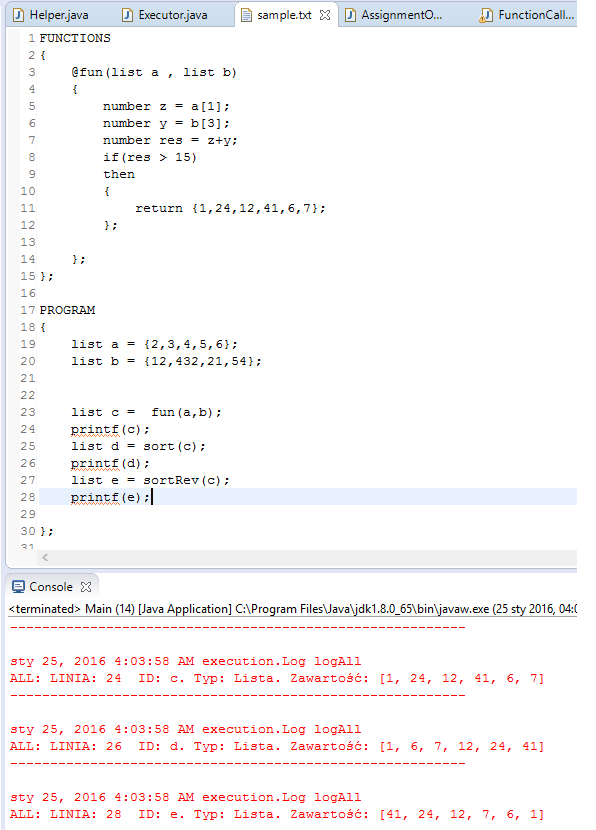 Helper.java Executor.java sample.txt AssignmentO... FunctionCall...
1 FUNCTIONS
2 {
3 @fun(list a , list b)
4 {
5 number z = a[1];
6 number y = b[3];
7 number res = z+y;
8 if(res > 15)
9 then
10 {
11 return {1,24,12,41,6,7};
12 };
13
14 };
15 };
16
17 PROGRAM
18 {
19 list a = {2,3,4,5,6};
20 list b = {12,432,21,54};
21
22
23 list c =  fun(a,b);
24 printf(c);
25 list d = sort(c);
26 printf(d);
27 list e = sortRev(c);
28 printf(e);
29
30 };
31
Console
<terminated> Main (14) [Java Application] C:\Program Files\Java\jdk1.8.0_65\bin\javaw.exe (25 sty 2016, 04:0
---------------------------------------------------------
sty 25, 2016 4:03:58 AM execution.Log logAll
ALL: LINIA: 24  ID: c. Typ: Lista. Zawartość: [1, 24, 12, 41, 6, 7]
---------------------------------------------------------
sty 25, 2016 4:03:58 AM execution.Log logAll
ALL: LINIA: 26  ID: d. Typ: Lista. Zawartość: [1, 6, 7, 12, 24, 41]
---------------------------------------------------------
sty 25, 2016 4:03:58 AM execution.Log logAll
ALL: LINIA: 28  ID: e. Typ: Lista. Zawartość: [41, 24, 12, 7, 6, 1]